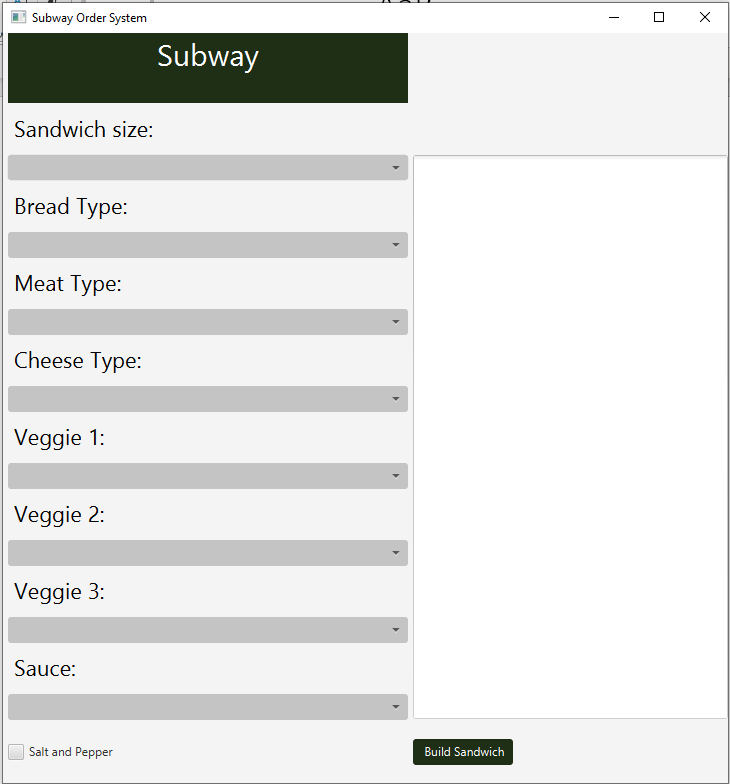 Subway Order System
Subway
Sandwich size:
Bread Type:
Meat Type:
Cheese Type:
Veggie 1:
Veggie 2:
Veggie 3:
Sauce:
Salt and Pepper
Build Sandwich